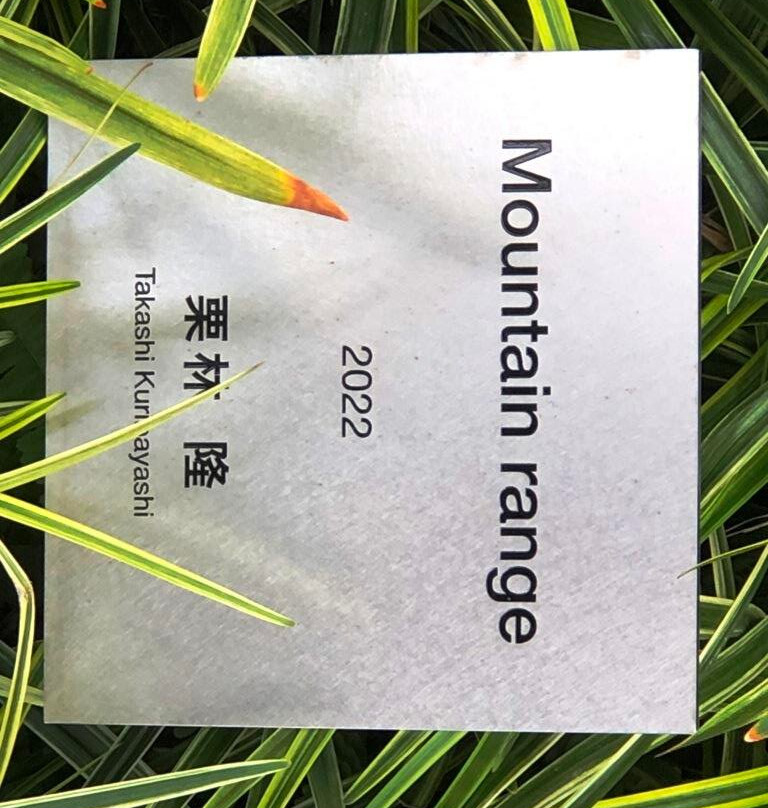 Mountain range
2022
栗林 隆
Takashi Kuribayashi